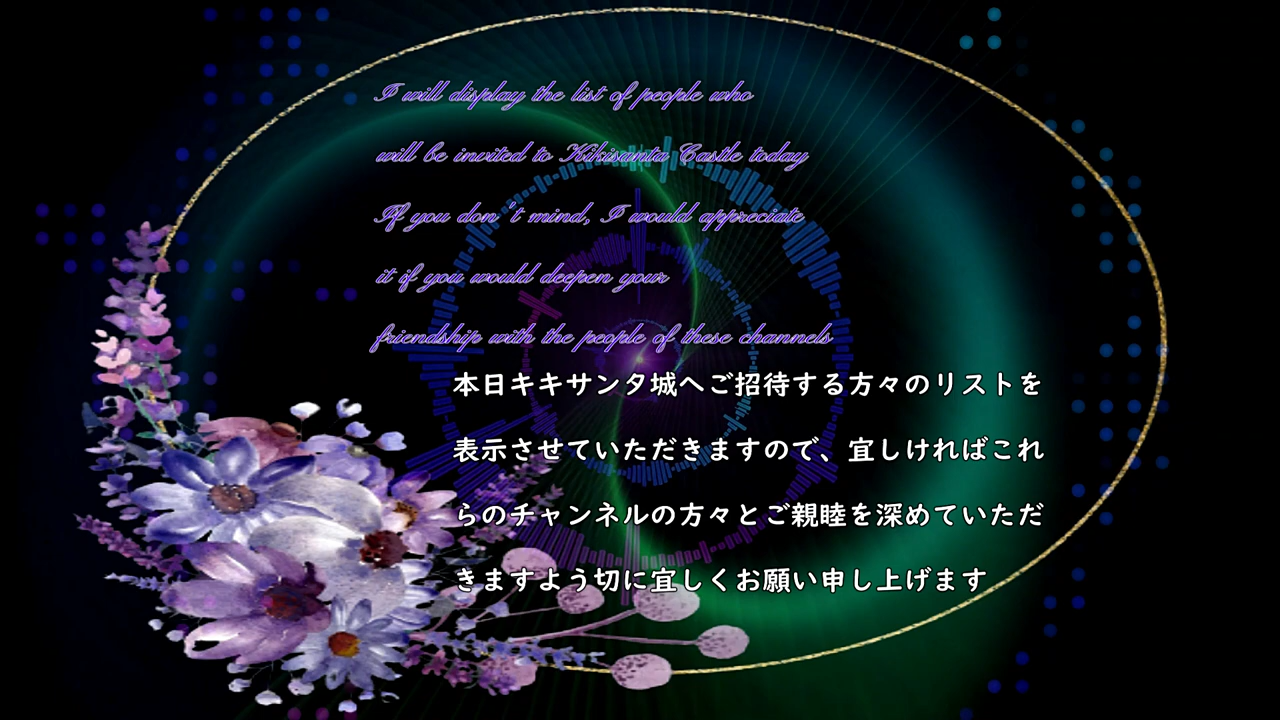 I will display the list of people who
will be invited to Kikisanta Castle today
If you don't mind, I would appreciate
it if you would deepen your
friendship with the people of these channels
本日キキサンタ城へご招待する方々のリストを
表示させていただきますので、宜しければこれ
らのチャンネルの方々とご親睦を深めていただ
きますよう切に宜しくお願い申し上げます